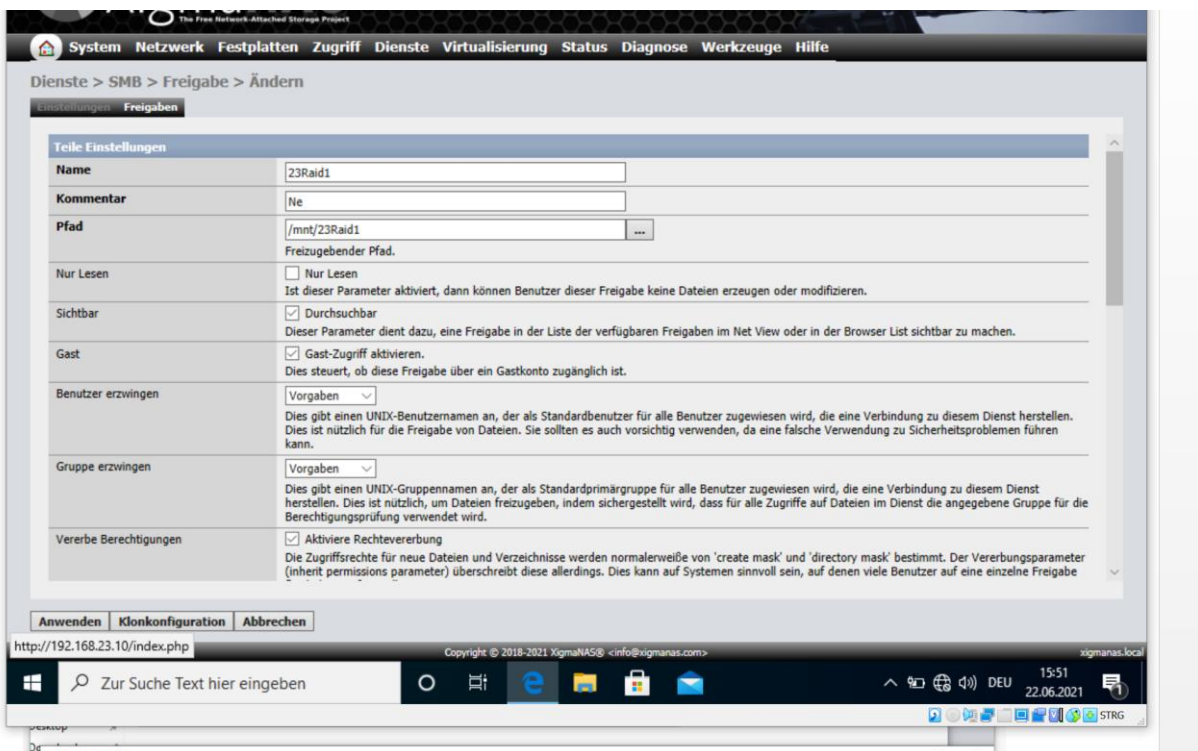 The Free Network-Attached Storage Project
System Netzwerk Festplatten Zugriff Dienste Virtualisierung Status Diagnose Werkzeuge Hilfe
Dienste > SMB > Freigabe > Ändern
Einstellungen Freigaben
Teile Einstellungen
Name 23Raid1
Kommentar Ne
Pfad /mnt/23Raid1 ...
Freizugebender Pfad.
Nur Lesen Nur Lesen
Ist dieser Parameter aktiviert, dann können Benutzer dieser Freigabe keine Dateien erzeugen oder modifizieren.
Sichtbar Durchsuchbar
Dieser Parameter dient dazu, eine Freigabe in der Liste der verfügbaren Freigaben im Net View oder in der Browser List sichtbar zu machen.
Gast Gast-Zugriff aktivieren.
Dies steuert, ob diese Freigabe über ein Gastkonto zugänglich ist.
Benutzer erzwingen Vorgaben
Dies gibt einen UNIX-Benutzernamen an, der als Standardbenutzer für alle Benutzer zugewiesen wird, die eine Verbindung zu diesem Dienst herstellen.
Dies ist nützlich für die Freigabe von Dateien. Sie sollten es auch vorsichtig verwenden, da eine falsche Verwendung zu Sicherheitsproblemen führen
kann.
Gruppe erzwingen Vorgaben
Dies gibt einen UNIX-Gruppennamen an, der als Standardprimärgruppe für alle Benutzer zugewiesen wird, die eine Verbindung zu diesem Dienst
herstellen. Dies ist nützlich, um Dateien freizugeben, indem sichergestellt wird, dass für alle Zugriffe auf Dateien im Dienst die angegebene Gruppe für die
Berechtigungsprüfung verwendet wird.
Vererbe Berechtigungen Aktiviere Rechtevererbung
Die Zugriffsrechte für neue Dateien und Verzeichnisse werden normalerweiße von 'create mask' und 'directory mask' bestimmt. Der Vererbungsparameter
(inherit permissions parameter) überschreibt diese allerdings. Dies kann auf Systemen sinnvoll sein, auf denen viele Benutzer auf eine einzelne Freigabe
Anwenden Klonkonfiguration Abbrechen
http://192.168.23.10/index.php
Copyright © 2018-2021 XigmaNAS® <info@xigmanas.com> xigmanas.local
Zur Suche Text hier eingeben DEU 15:51
22.06.2021
1
STRG